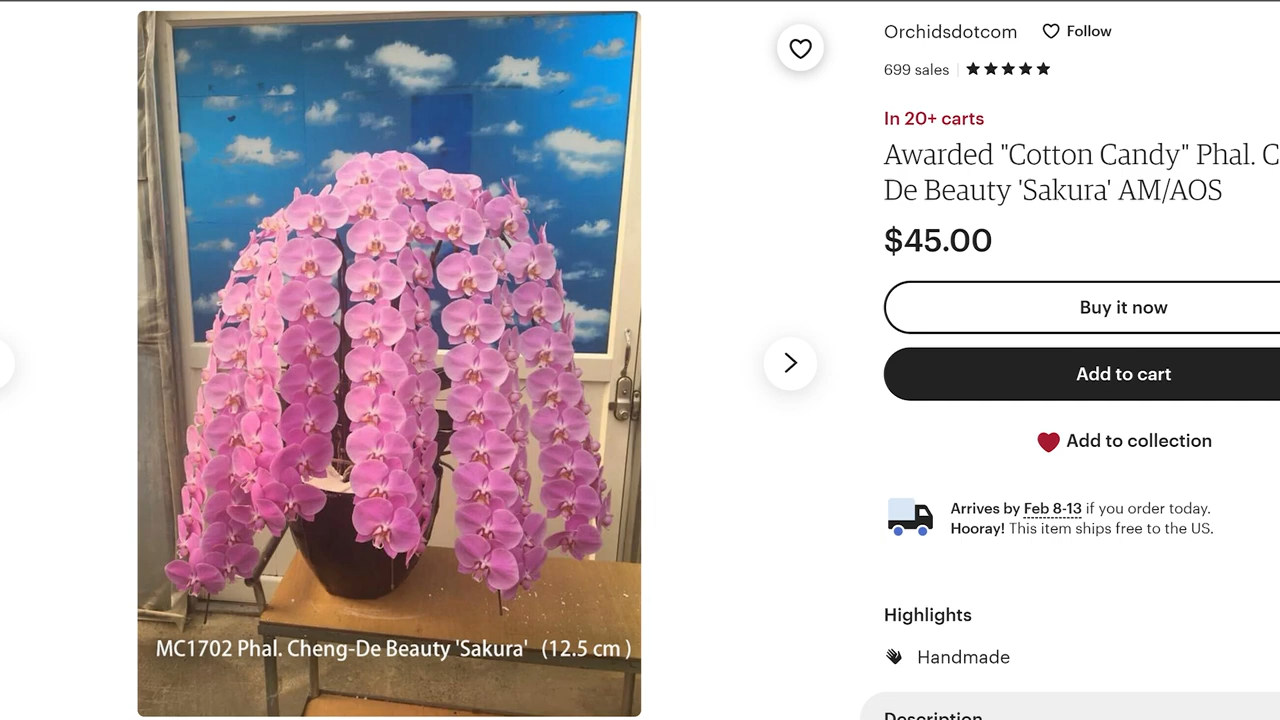 Orchidsdotcom
Follow
699 sales
In 20+ carts
Awarded "Cotton Candy" Phal. C
De Beauty 'Sakura' AM/AOS
$45.00
Buy it now
Add to cart
Add to collection
Arrives by Feb 8-13 if you order today.
Hooray! This item ships free to the US.
Highlights
Handmade
Description
MC1702 Phal. Cheng-De Beauty 'Sakura' (12.5 cm)